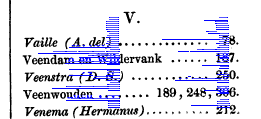 V.
Vaille (A. del) . . . . . . . . . . . . . . 78.
Veendam en Wildervank . . . . . 187.
Veenstra (D. S.) . . . . . . . . . . . . 250.
Veenwouden . . . . . . . . 189, 248, 306.
Venema (Hermanus) . . . . . . . . . 212.